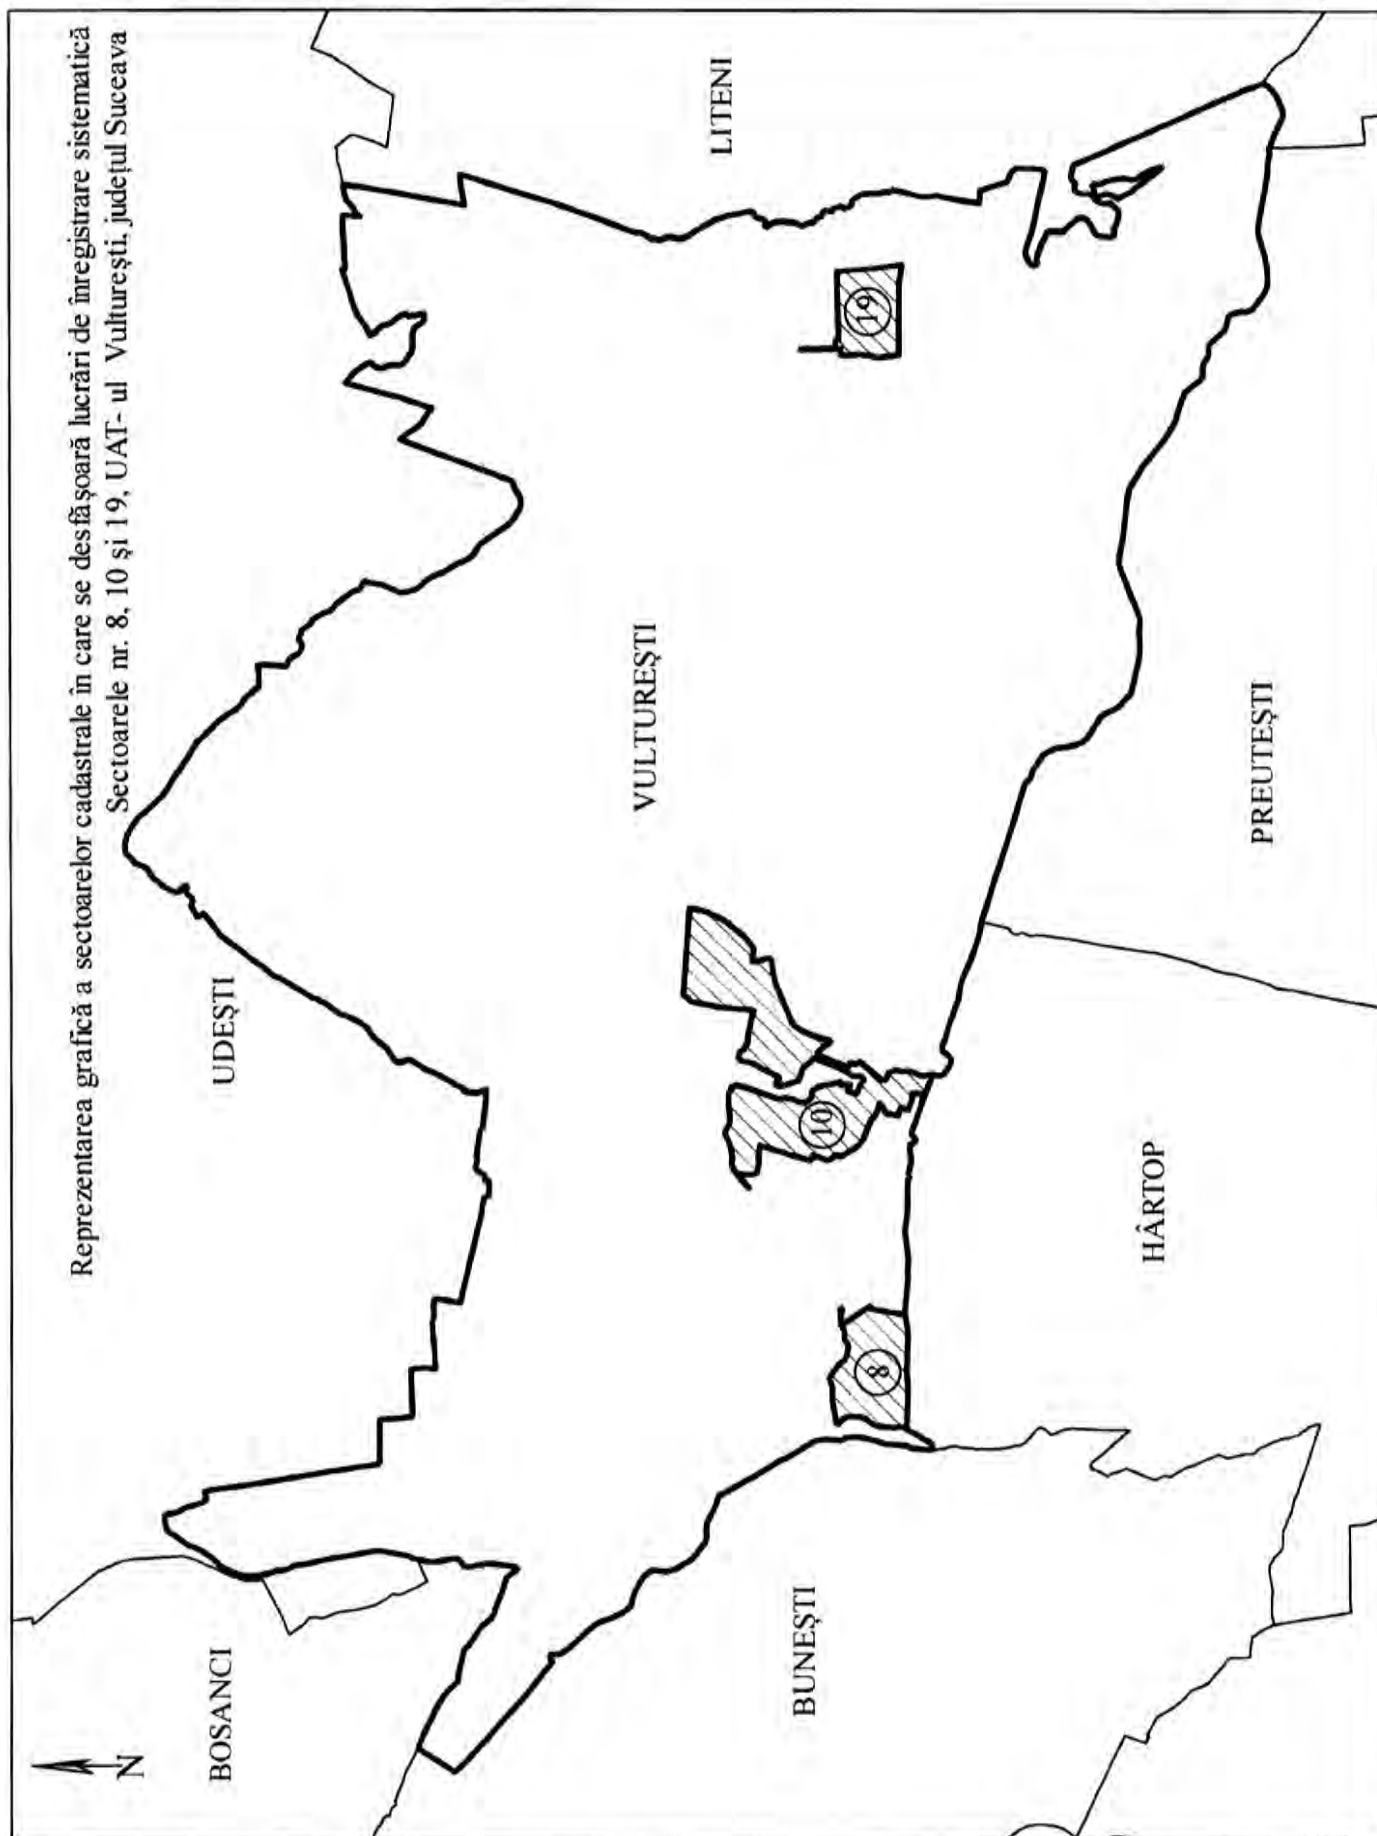 Reprezentarea grafică a sectoarelor cadastrale în care se desfășoară lucrări de înregistrare sistematică
Sectoarele nr. 8, 10 și 19, UAT- ul Vulturești, județul Suceava
N
BOSANCI
UDEȘTI
LITENI
VULTUREȘTI
19
10
8
BUNEȘTI
HÂRTOP
PREUTEȘTI